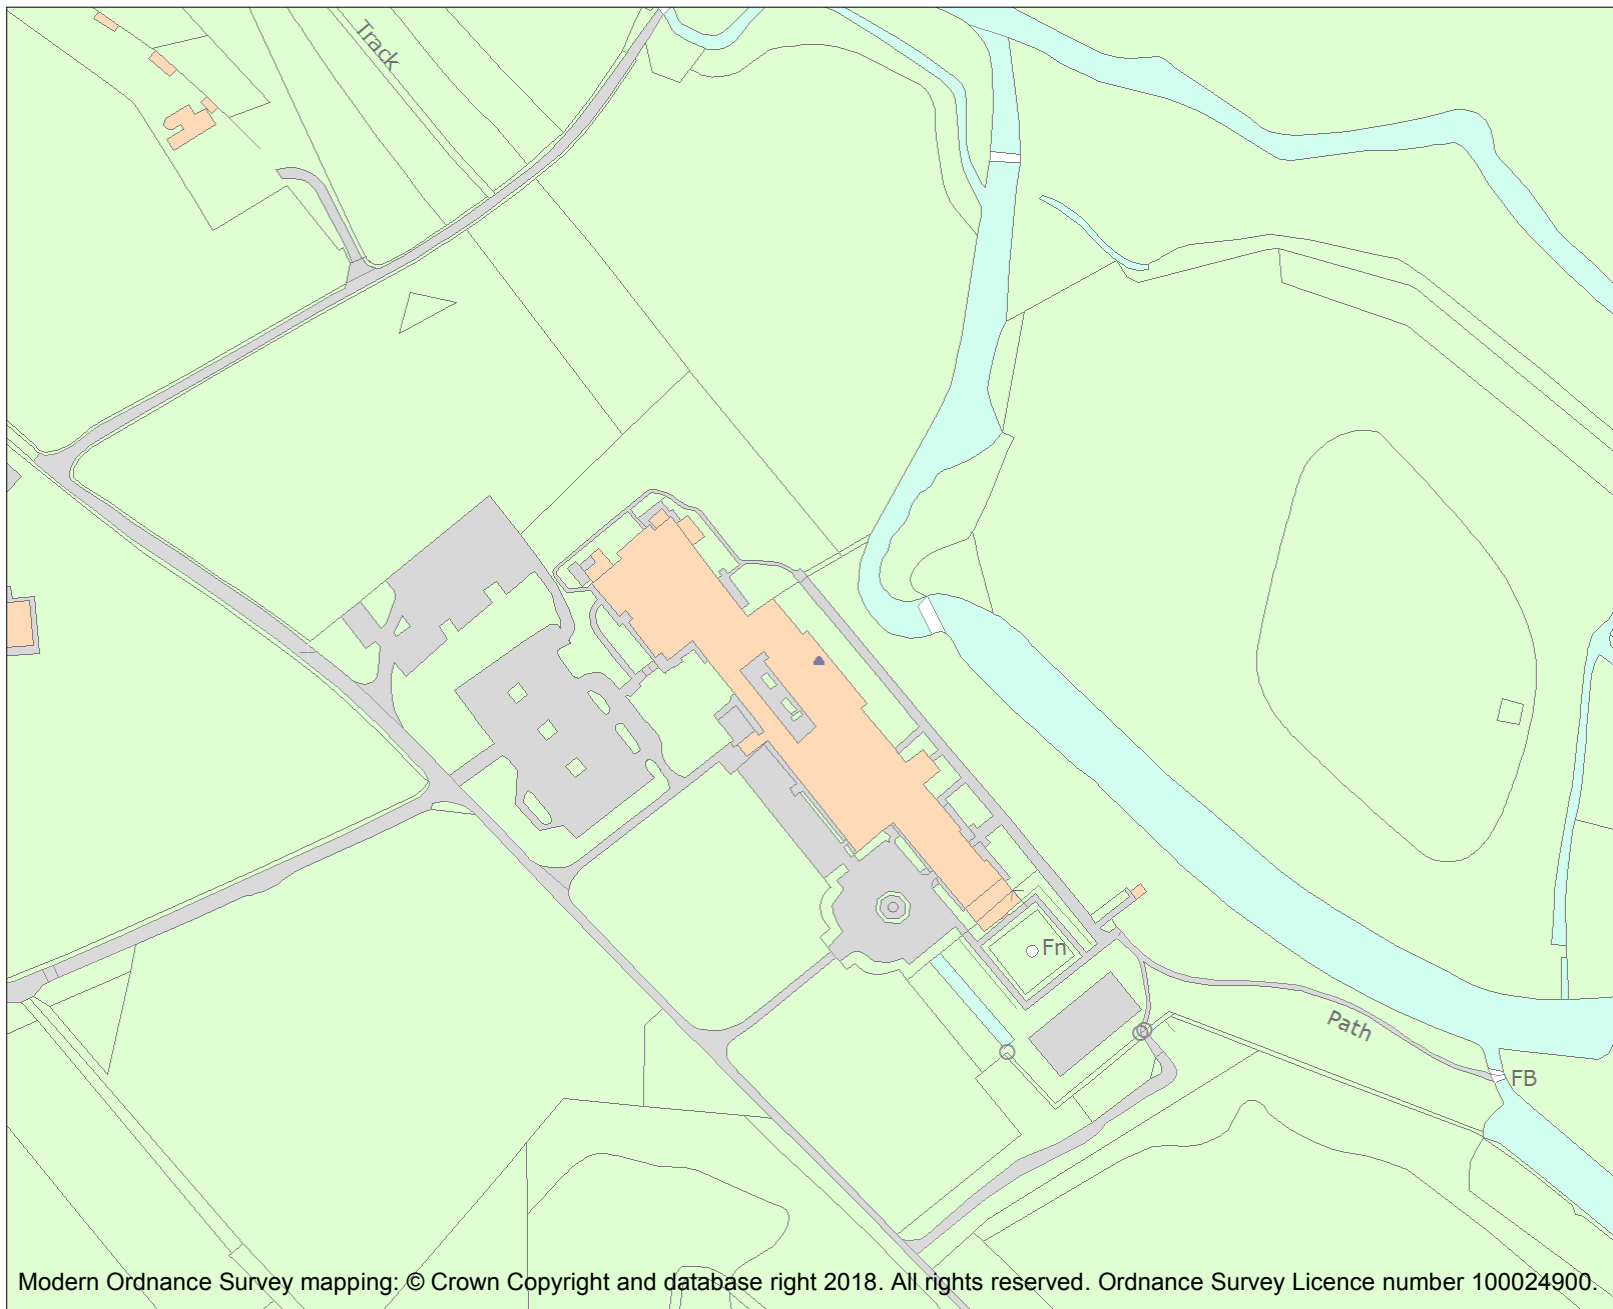 Track
Fn
Path
FB
Modern Ordnance Survey mapping: © Crown Copyright and database right 2018. All rights reserved. Ordnance Survey Licence number 100024900.